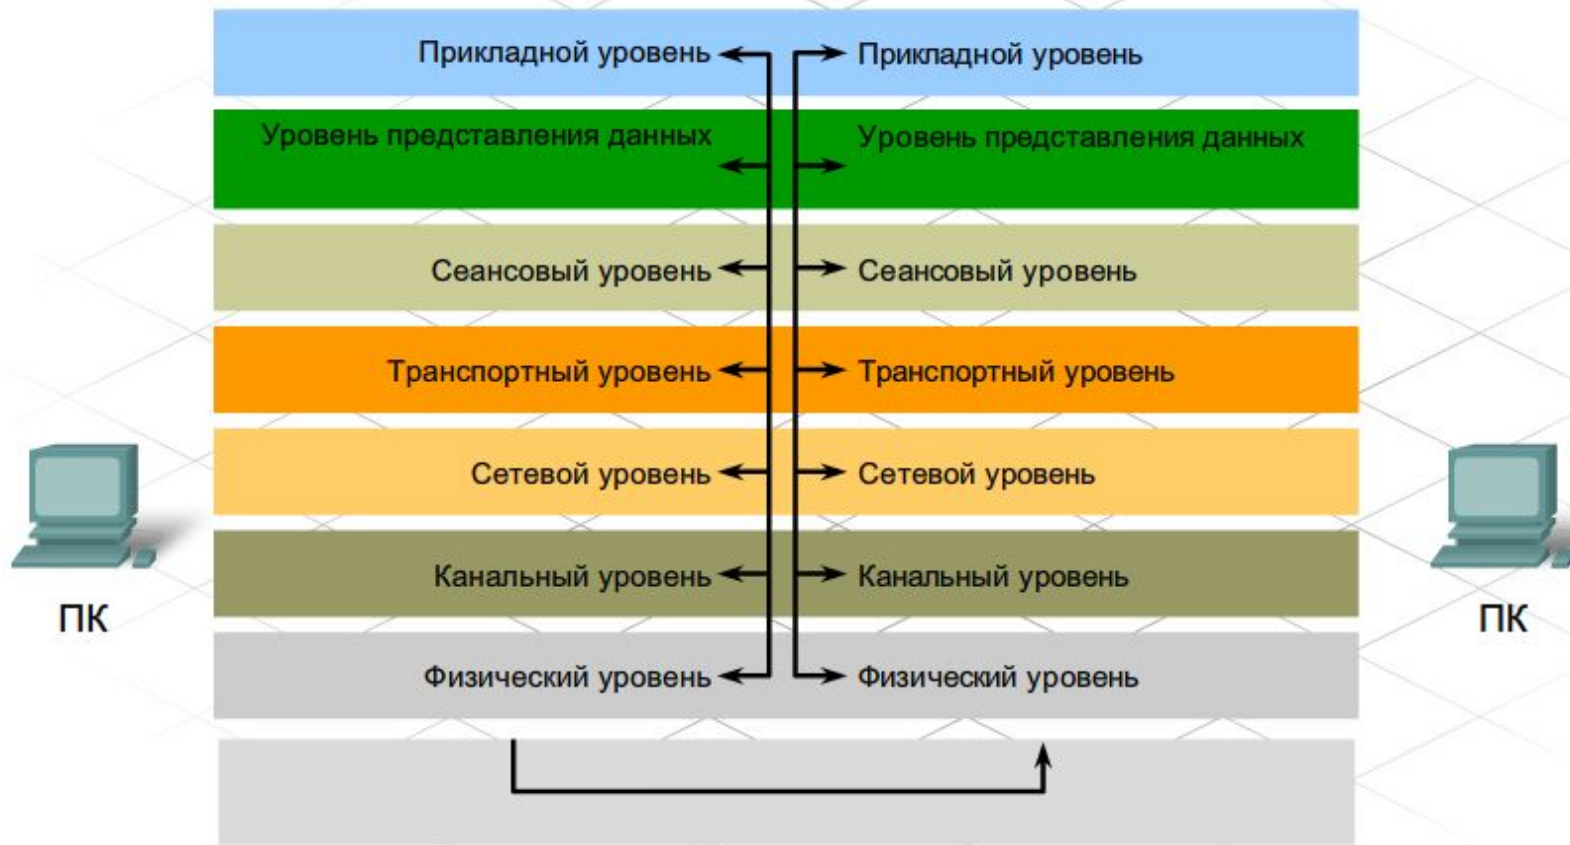 Прикладной уровень
Прикладной уровень
Уровень представления данных
Уровень представления данных
Сеансовый уровень
Сеансовый уровень
Транспортный уровень
Транспортный уровень
Сетевой уровень
Сетевой уровень
Канальный уровень
Канальный уровень
ПК
ПК
Физический уровень
Физический уровень